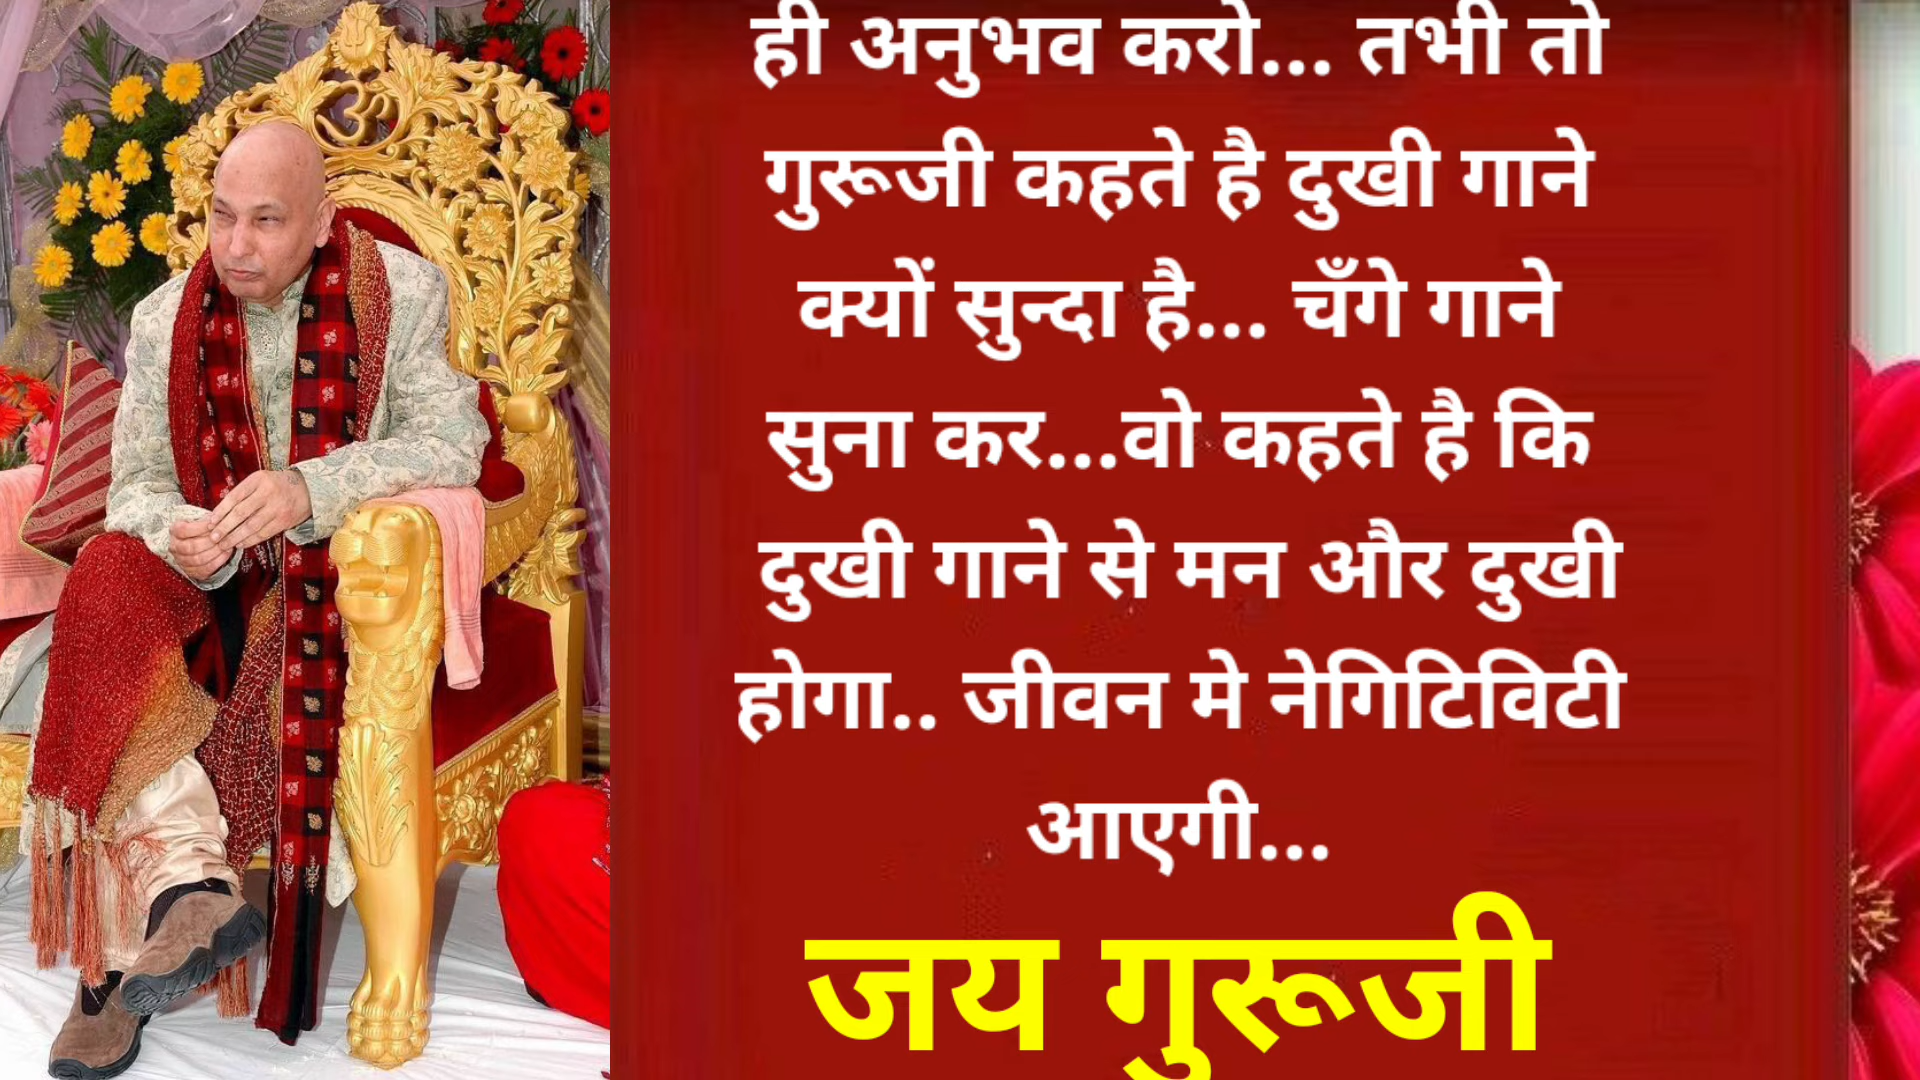 ही अनुभव करो... तभी तो
गुरूजी कहते है दुखी गाने
क्यों सुन्दा है... चँगे गाने
सुना कर...वो कहते है कि
दुखी गाने से मन और दुखी
होगा.. जीवन मे नेगिटिविटी
आएगी...
जय गुरूजी